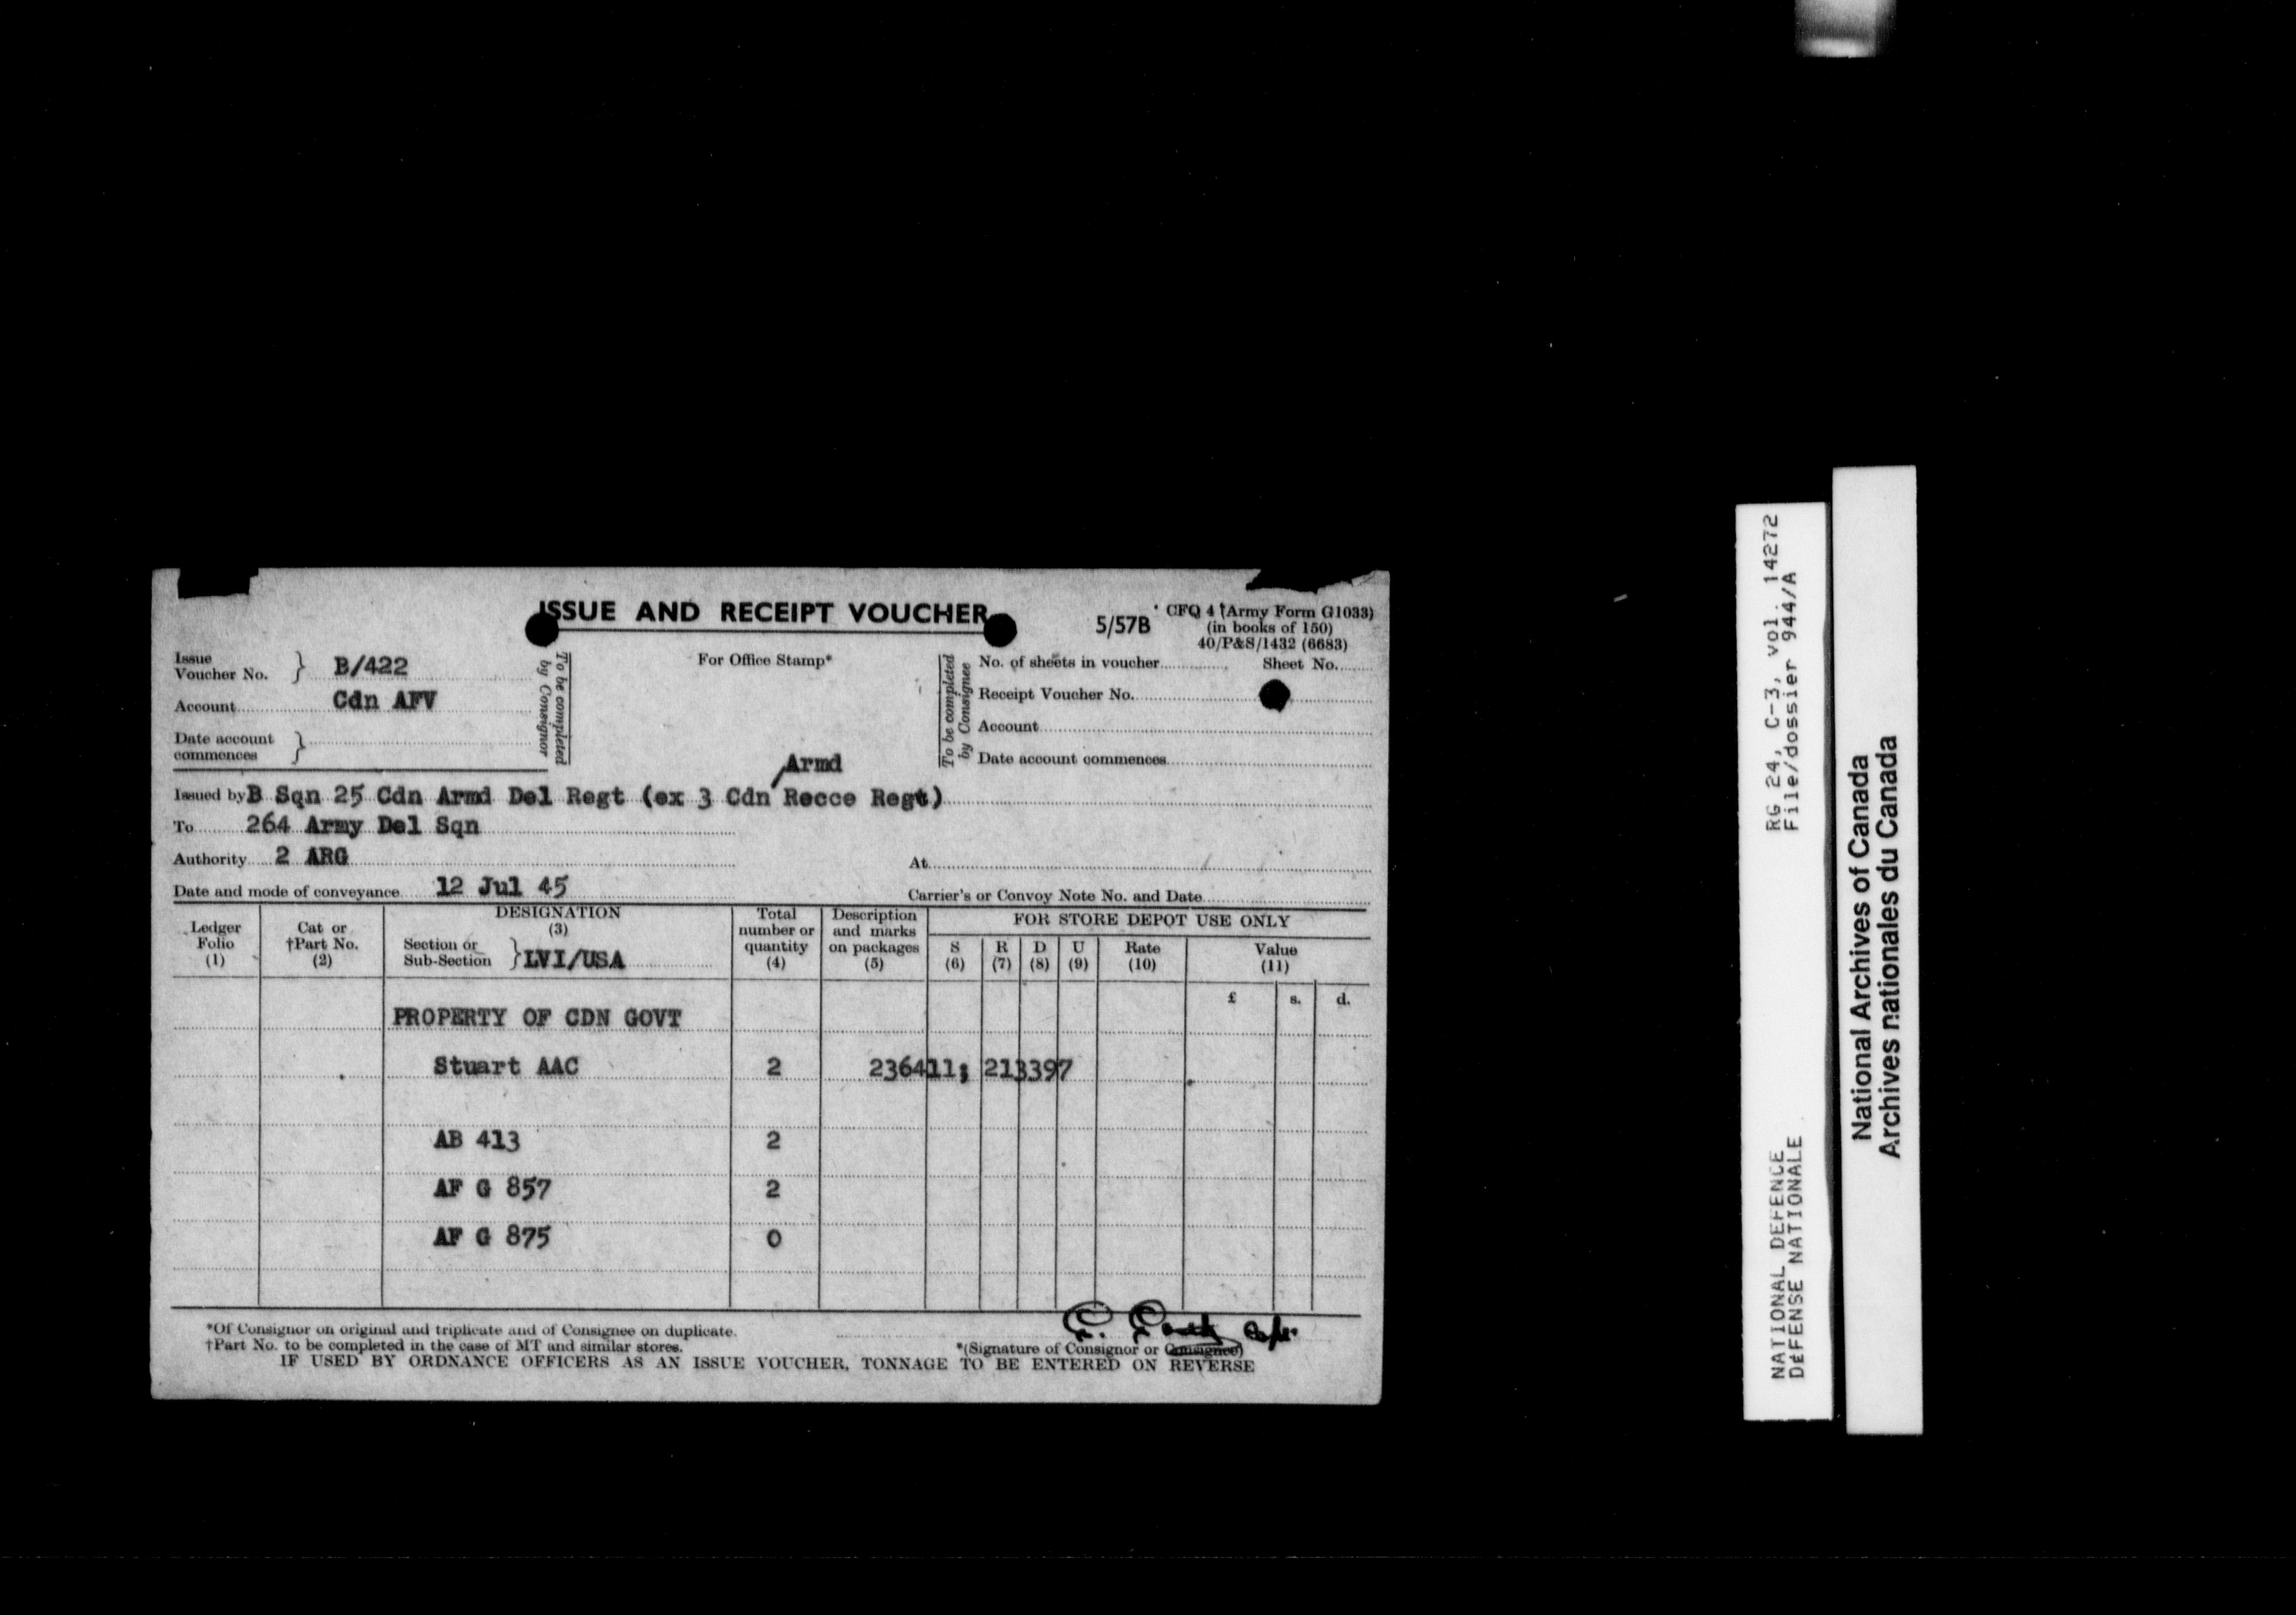 ISSUE AND RECEIPT VOUCHER
5/57B
CFQ 4 (Army Form G1033)
(in books of 150)
40/P&S/1432 (6683)
Issue
Voucher No. } B/422
Account Cdn AFV
Date account
commences }
To be completed
by Consignor
For Office Stamp*
To be completed
by Consignee
No. of sheets in voucher Sheet No.
Receipt Voucher No.
Account
Date account commences
Armd
Issued by B Sqn 25 Cdn Armd Del Regt (ex 3 Cdn / Recce Regt)
To 264 Army Del Sqn
Authority 2 ARG
At
Date and mode of conveyance 12 Jul 45
Carrier's or Convoy Note No. and Date
Ledger
Folio
(1)
Cat or
†Part No.
(2)
DESIGNATION
(3)
Section or
Sub-Section } LVI/USA
Total
number or
quantity
(4)
Description
and marks
on packages
(5)
FOR STORE DEPOT USE ONLY
S
(6)
R
(7)
D
(8)
U
(9)
Rate
(10)
Value
(11)
£ s. d.
PROPERTY OF CDN GOVT
Stuart AAC 2 236411; 213397
AB 413 2
AF G 857 2
AF G 875 0
*Of Consignor on original and triplicate and of Consignee on duplicate.
†Part No. to be completed in the case of MT and similar stores.
*(Signature of Consignor or Consignee)
IF USED BY ORDNANCE OFFICERS AS AN ISSUE VOUCHER, TONNAGE TO BE ENTERED ON REVERSE
RG 24, C-3, vol. 14272
File/dossier 944/A
NATIONAL DEFENCE
DÉFENSE NATIONALE
National Archives of Canada
Archives nationales du Canada